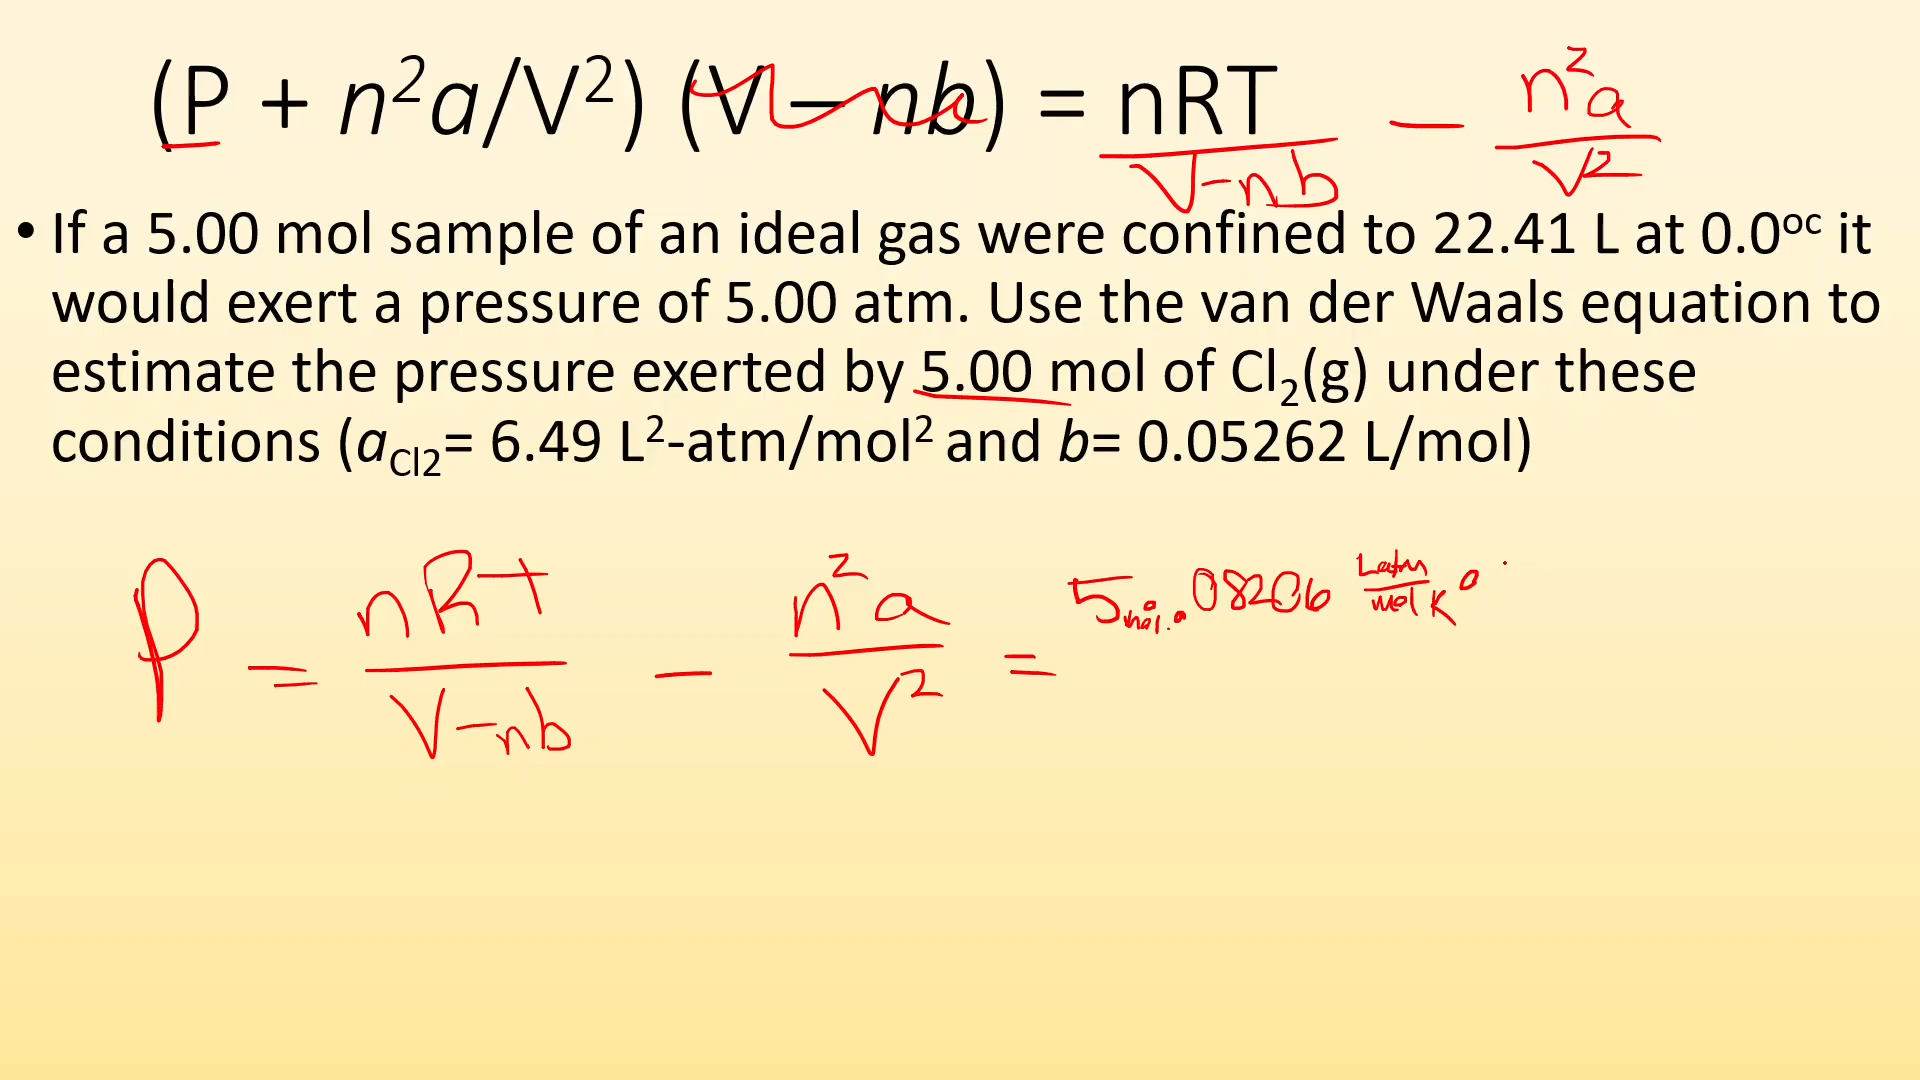 (P + n²a/V²) (V – nb) = nRT / V-nb − n²a / V²
• If a 5.00 mol sample of an ideal gas were confined to 22.41 L at 0.0ᵒᶜ it
would exert a pressure of 5.00 atm. Use the van der Waals equation to
estimate the pressure exerted by 5.00 mol of Cl₂(g) under these
conditions (a_Cl2= 6.49 L²-atm/mol² and b= 0.05262 L/mol)
P = nRT / V-nb − n²a / V² = 5 mol · 08206 L atm / mol K ·